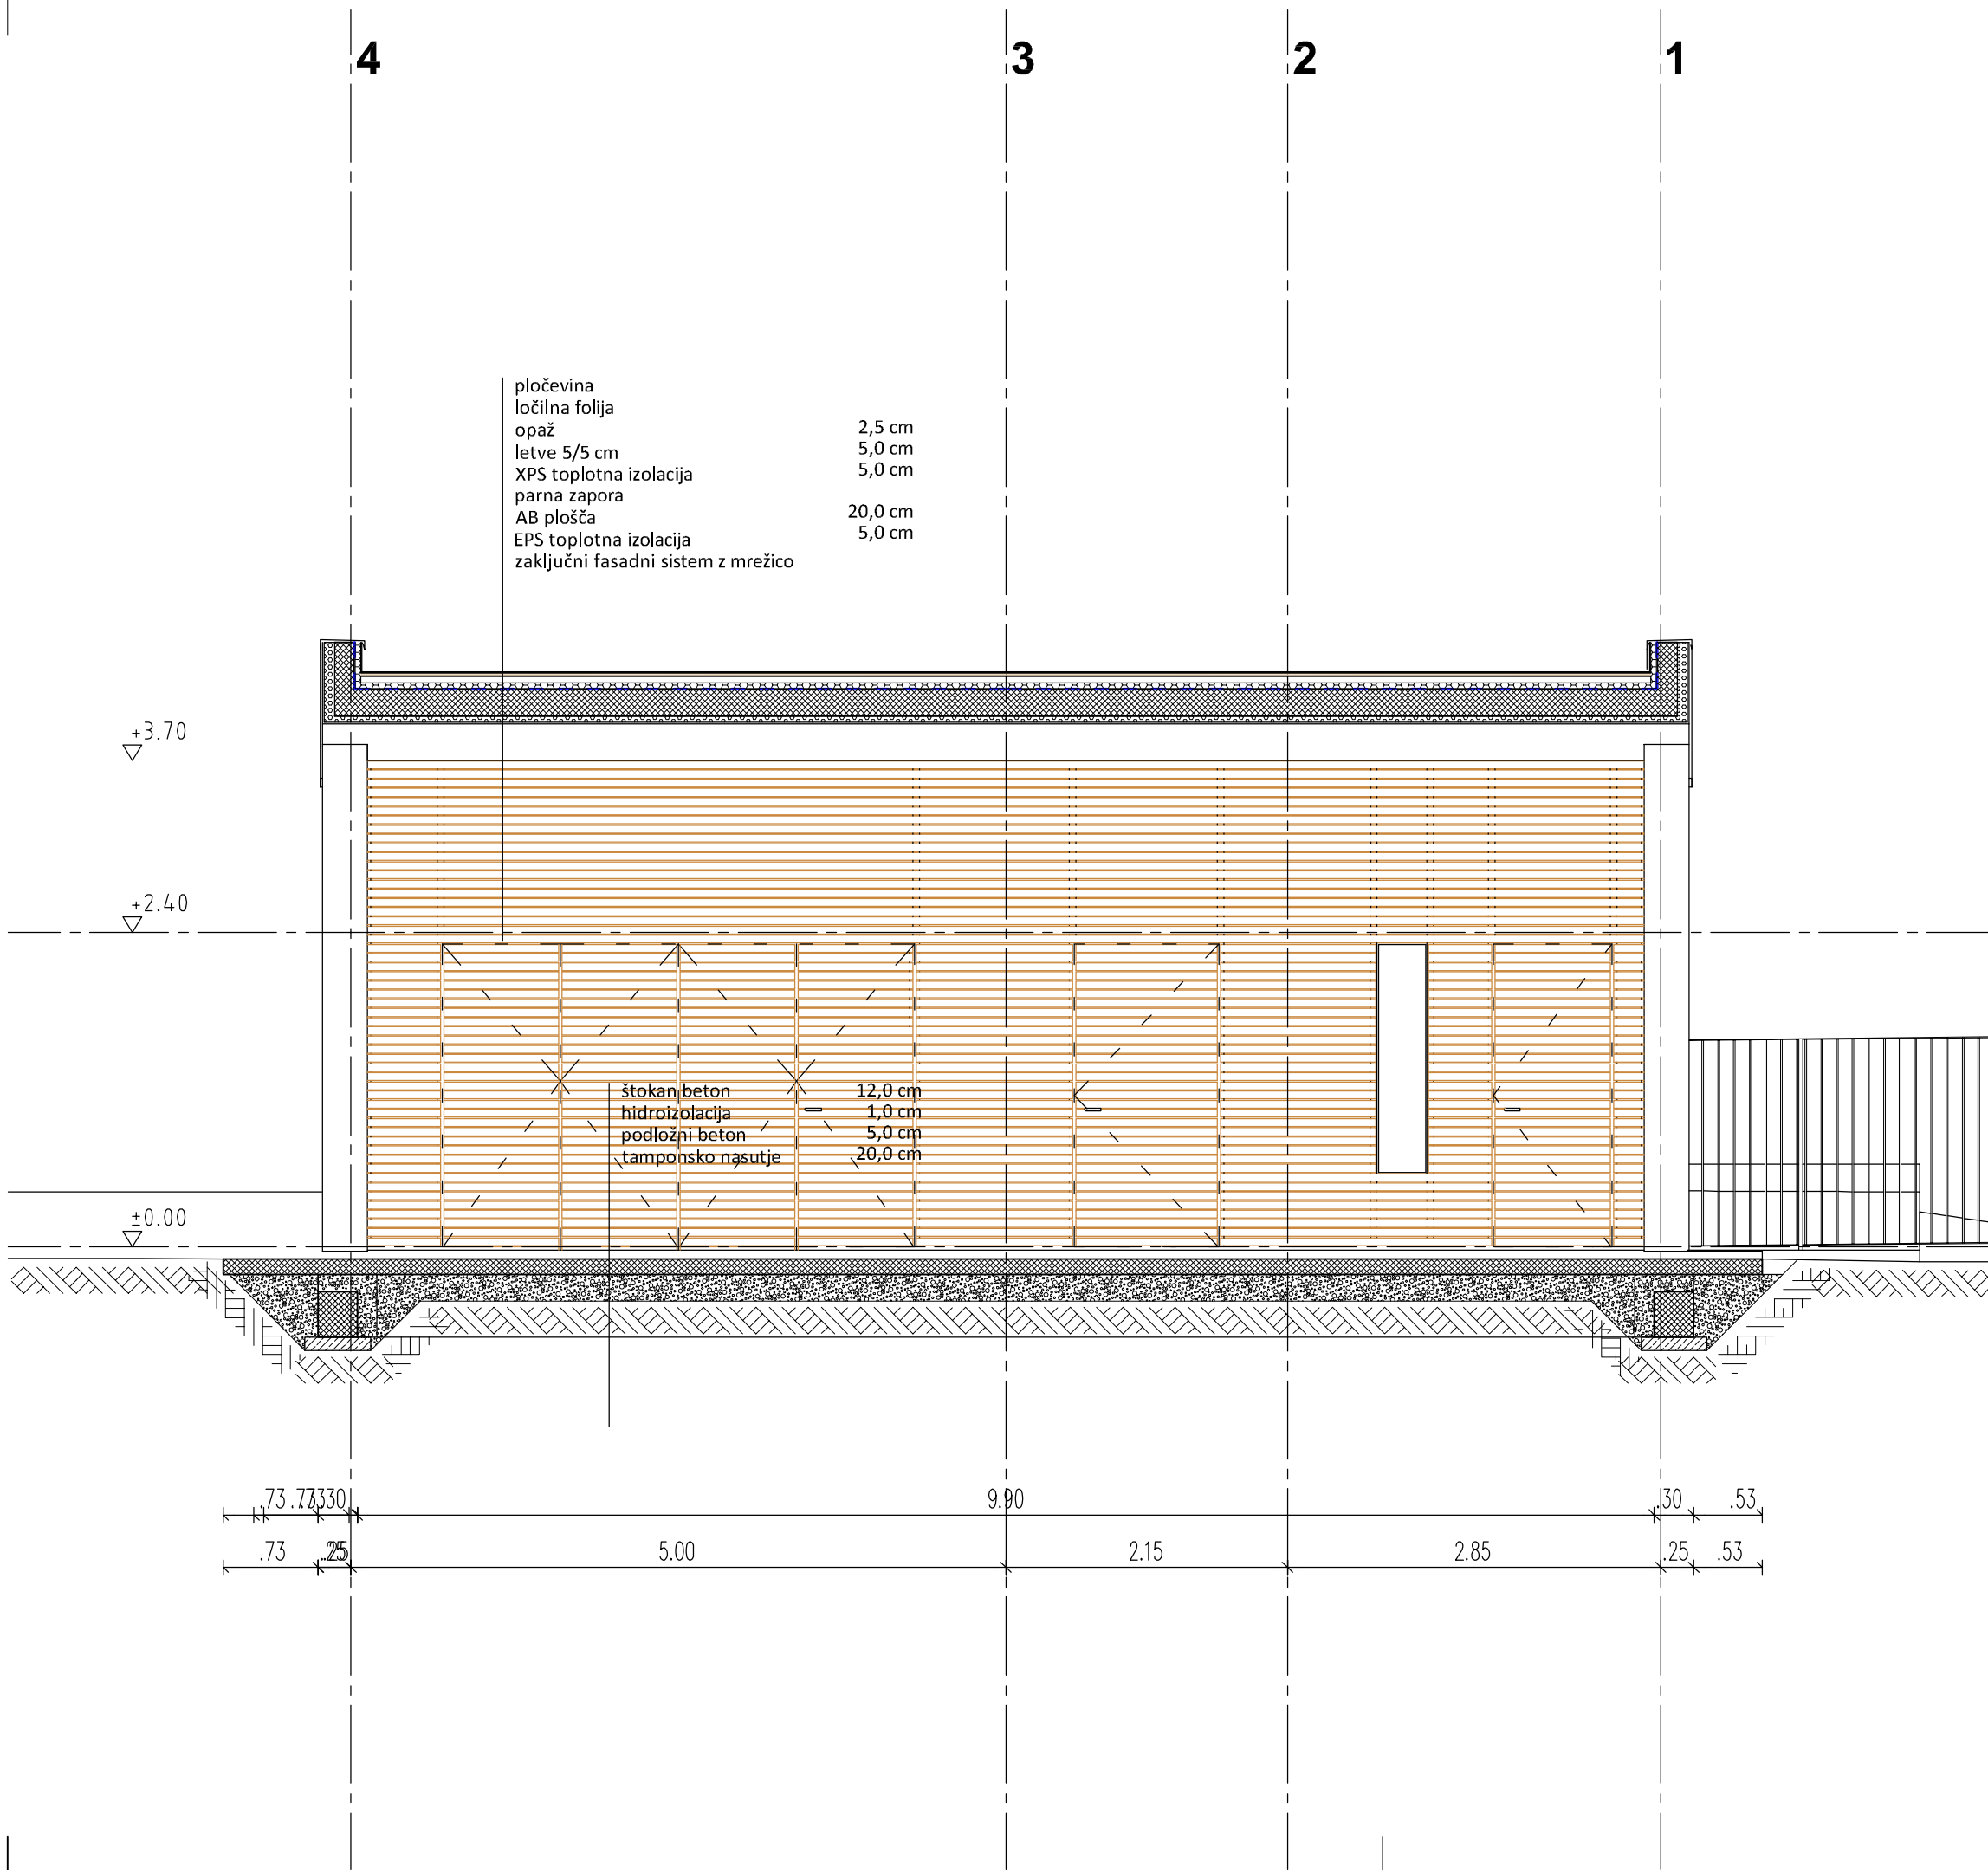 4 3 2 1
pločevina
ločilna folija
opaž 2,5 cm
letve 5/5 cm 5,0 cm
XPS toplotna izolacija 5,0 cm
parna zapora
AB plošča 20,0 cm
EPS toplotna izolacija 5,0 cm
zaključni fasadni sistem z mrežico
+3.70
+2.40
štokan beton 12,0 cm
hidroizolacija 1,0 cm
podložni beton 5,0 cm
tamponsko nasutje 20,0 cm
±0.00
.73 .30 9.90 .30 .53
.73 .25 5.00 2.15 2.85 .25 .53